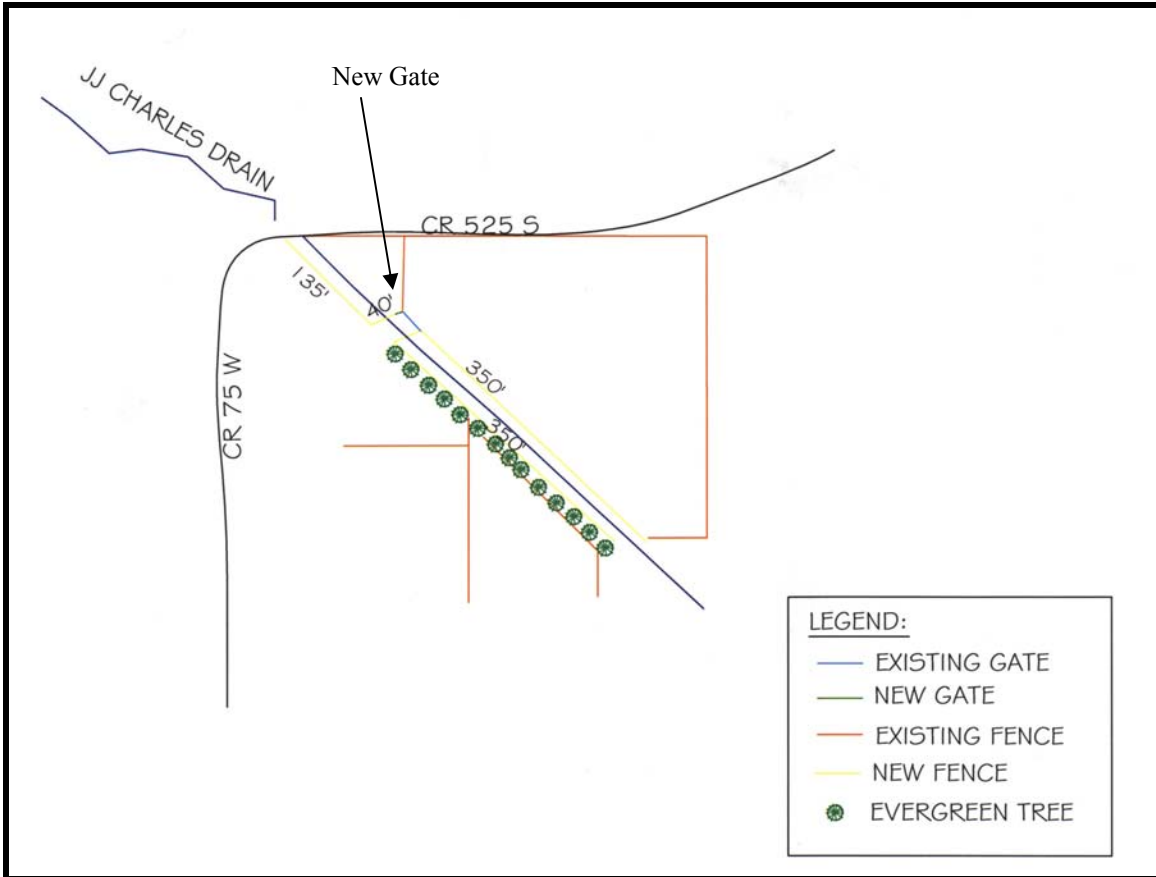 New Gate
JJ CHARLES DRAIN
CR 525 S
135'
40'
350'
350'
CR 75 W
LEGEND:
EXISTING GATE
NEW GATE
EXISTING FENCE
NEW FENCE
EVERGREEN TREE